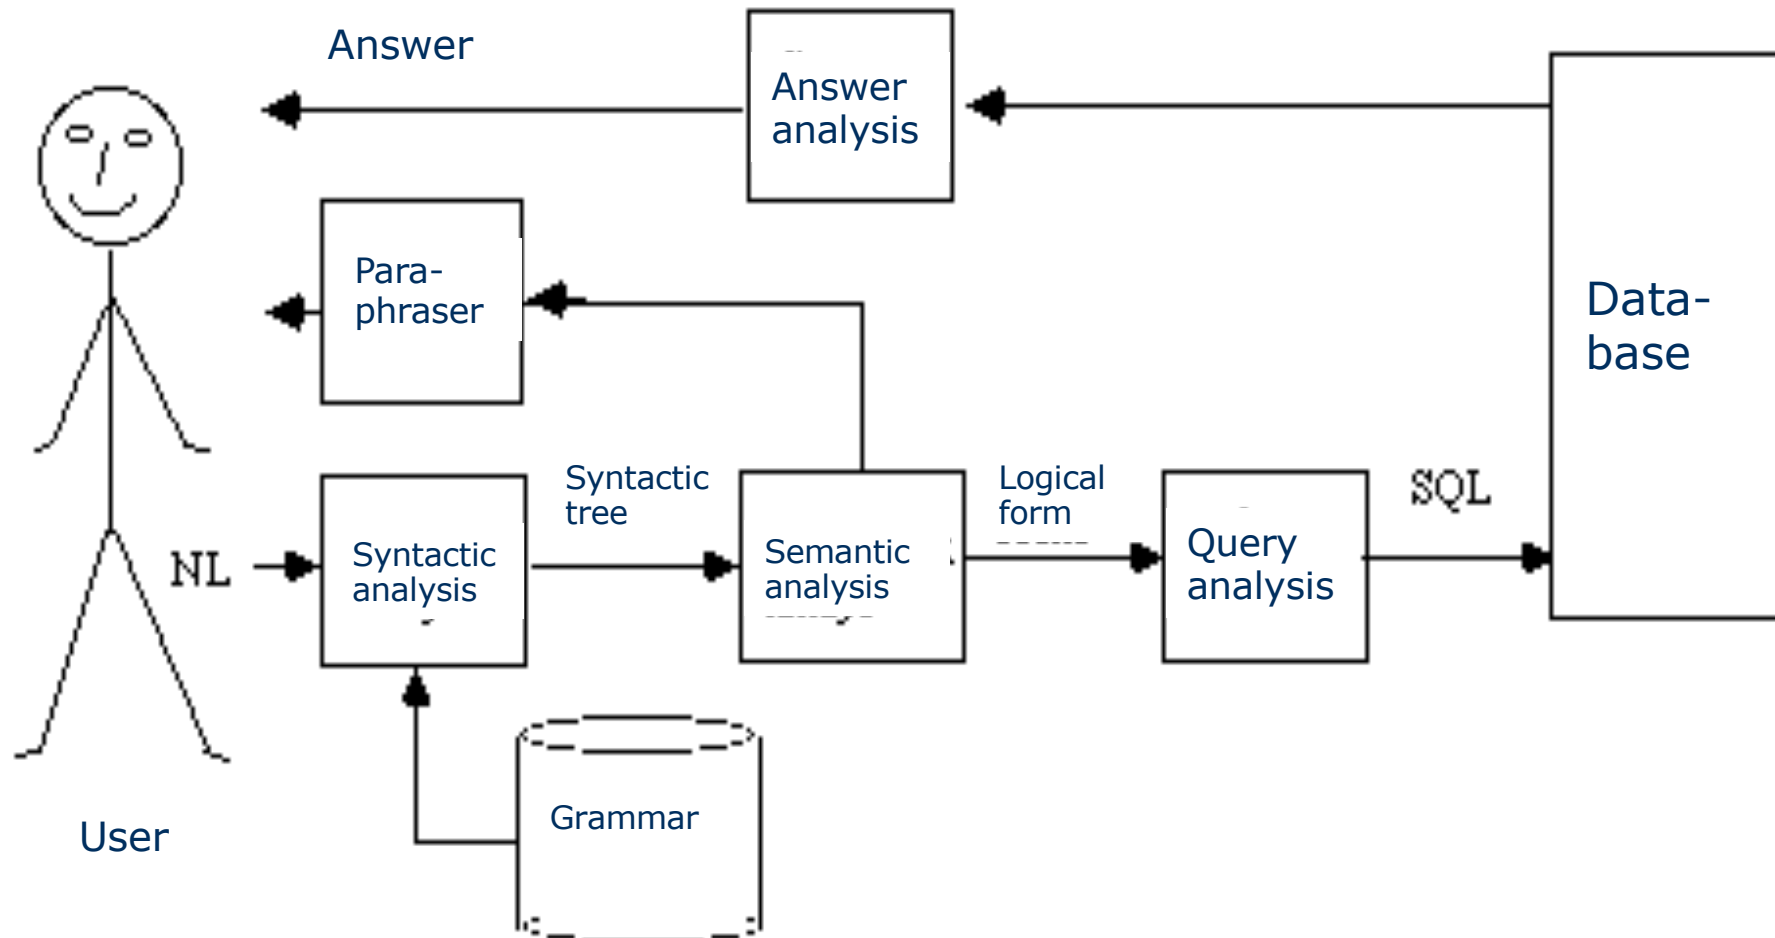 Answer
Answer
analysis
Para-
phraser
Data-
base
Syntactic
tree
Logical
form
SQL
NL
Syntactic
analysis
Semantic
analysis
Query
analysis
Grammar
User